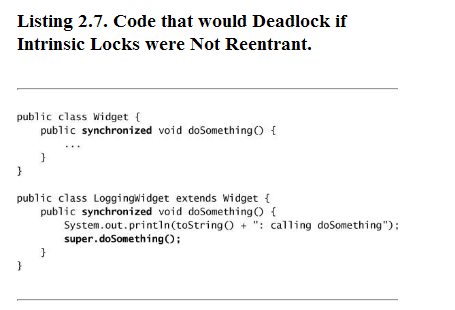 Listing 2.7. Code that would Deadlock if
Intrinsic Locks were Not Reentrant.
public class Widget {
    public synchronized void doSomething() {
        ...
    }
}
public class LoggingWidget extends Widget {
    public synchronized void doSomething() {
        System.out.println(toString() + ": calling doSomething");
        super.doSomething();
    }
}